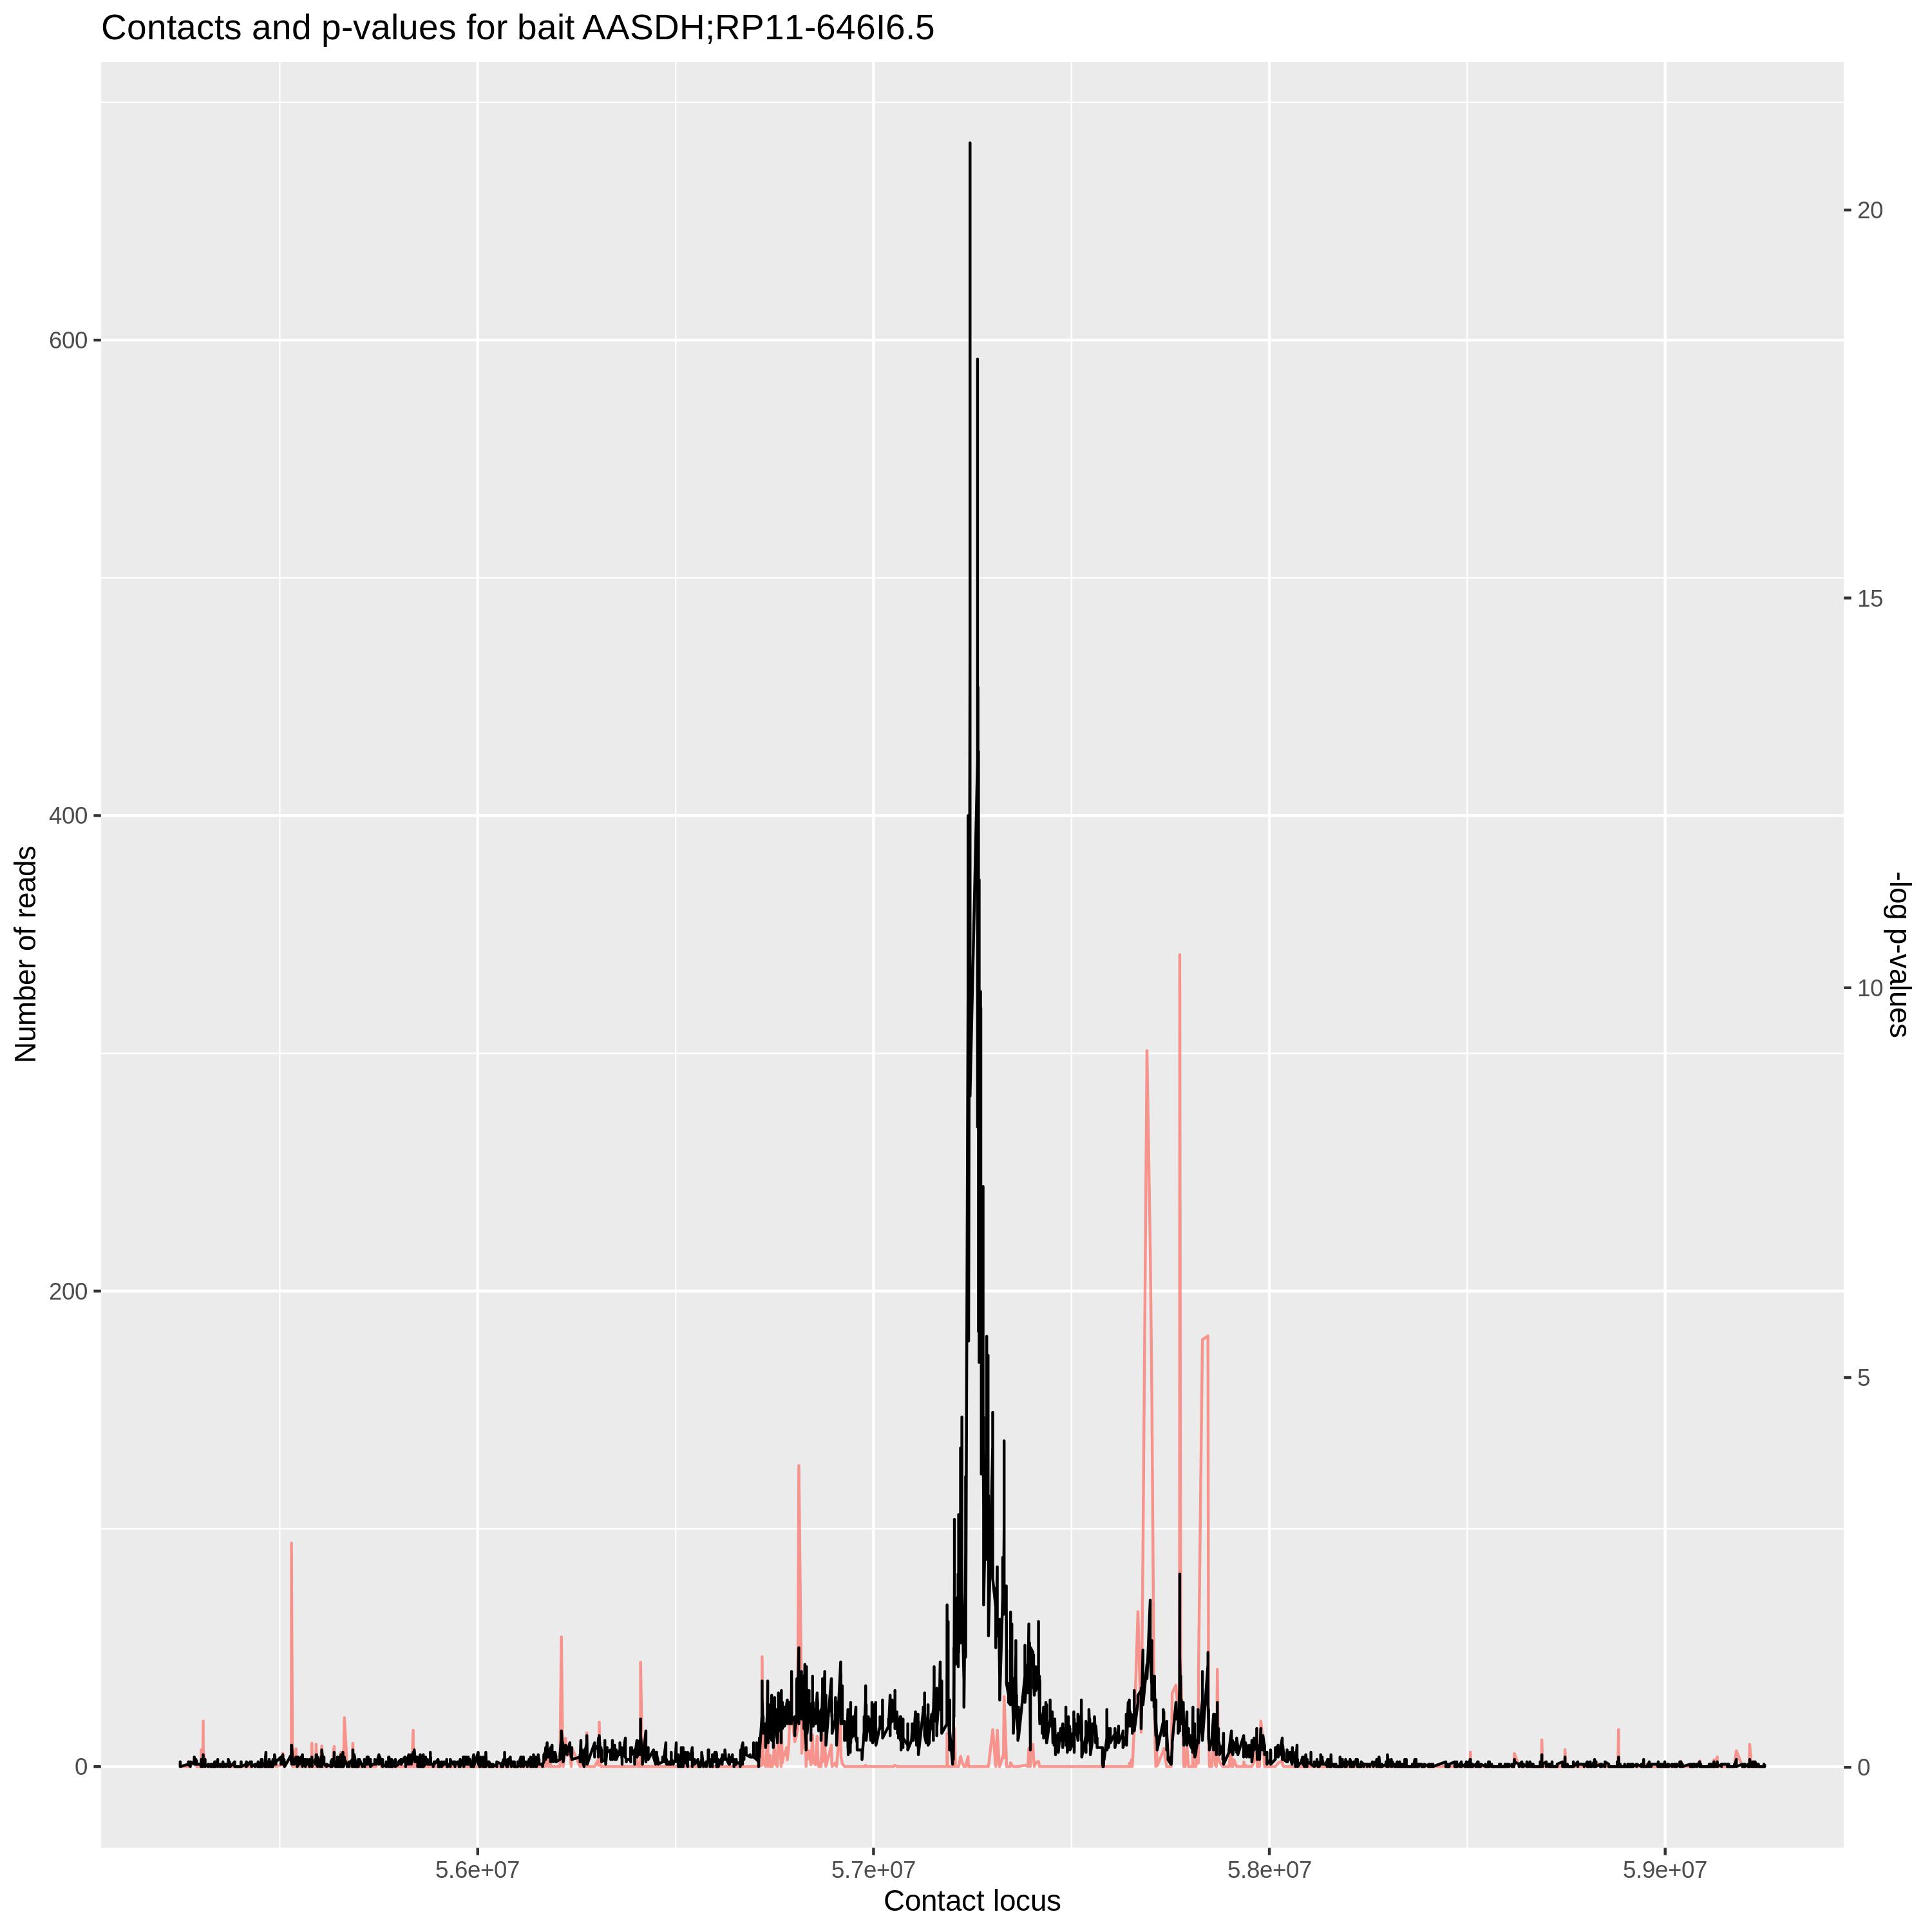 Contacts and p-values for bait AASDH;RP11-646I6.5
600
400
200
0
Number of reads
20
15
10
5
0
-log p-values
5.6e+07
5.7e+07
5.8e+07
5.9e+07
Contact locus